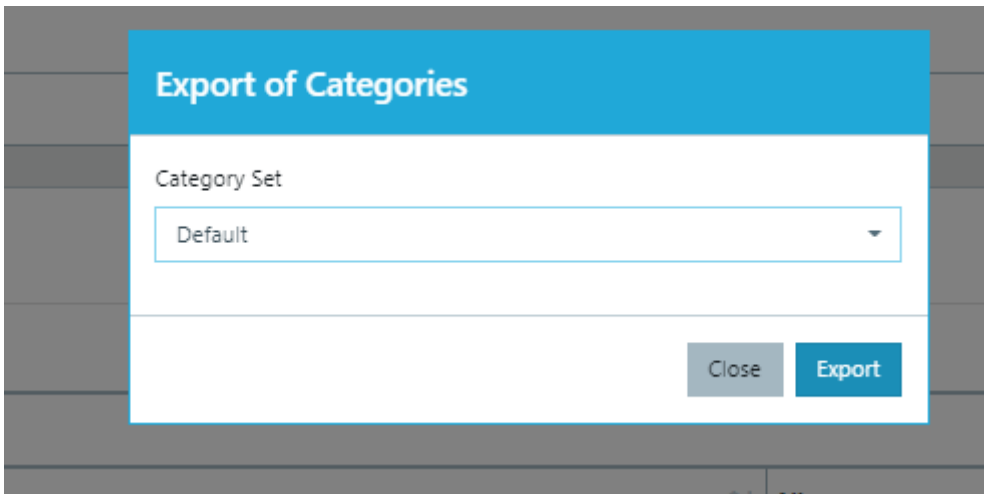 Export of Categories
Category Set
Default
Close
Export